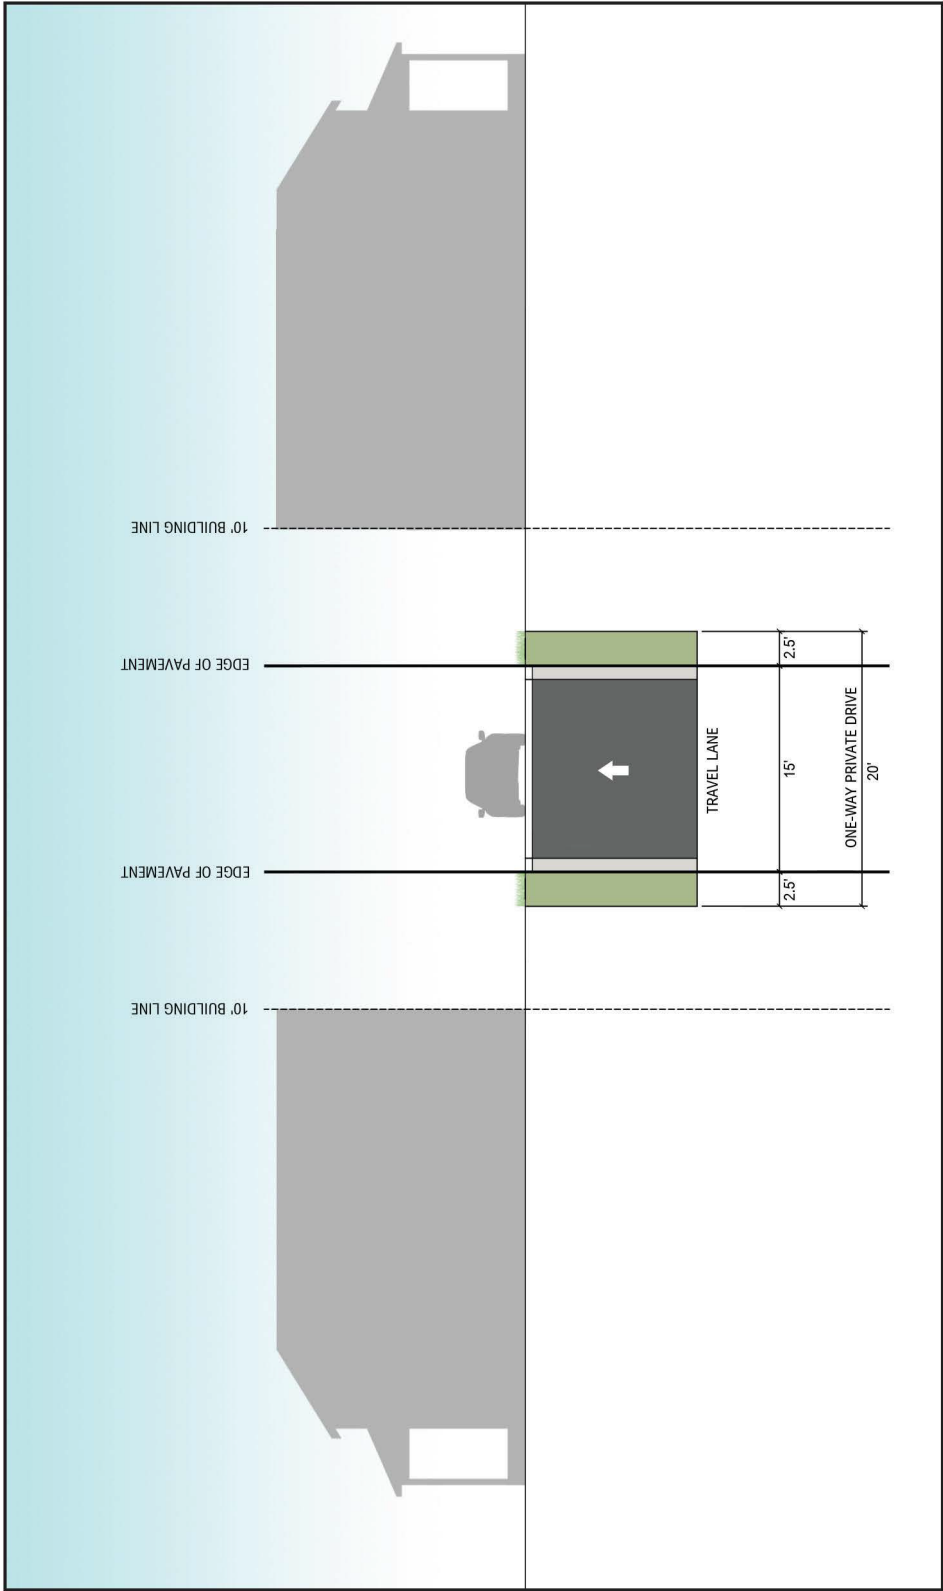 10' BUILDING LINE
EDGE OF PAVEMENT
EDGE OF PAVEMENT
10' BUILDING LINE
TRAVEL LANE
2.5'
15'
2.5'
ONE-WAY PRIVATE DRIVE
20'